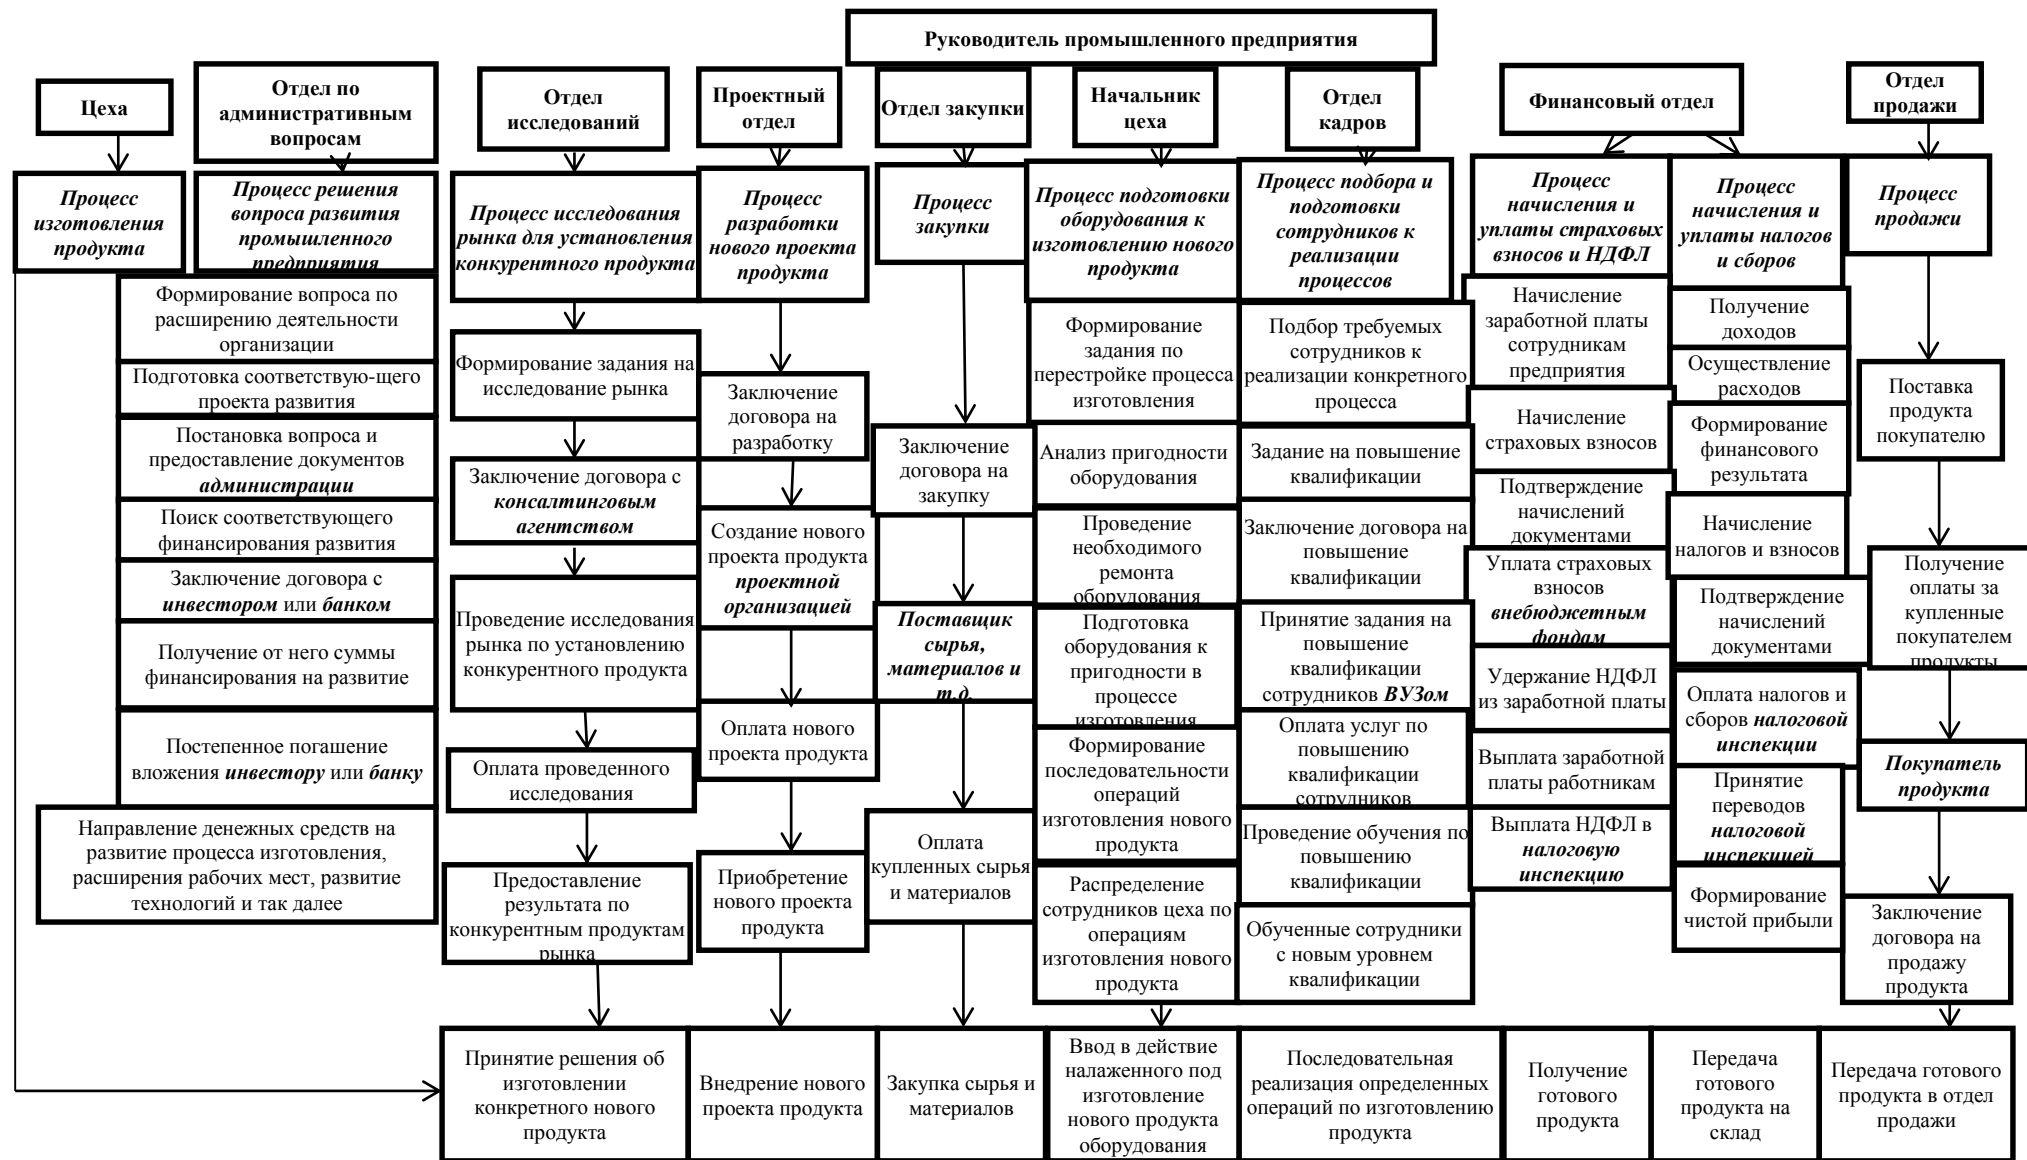 Руководитель промышленного предприятия
Цеха
Отдел по
административным
вопросам
Отдел
исследований
Проектный
отдел
Отдел закупки
Начальник
цеха
Отдел
кадров
Финансовый отдел
Отдел
продажи
Процесс
изготовления
продукта
Процесс решения
вопроса развития
промышленного
предприятия
Процесс исследования
рынка для установления
конкурентного продукта
Процесс
разработки
нового проекта
продукта
Процесс
закупки
Процесс подготовки
оборудования к
изготовлению нового
продукта
Процесс подбора и
подготовки
сотрудников к
реализации
процессов
Процесс
начисления и
уплаты страховых
взносов и НДФЛ
Процесс
начисления и
уплаты налогов
и сборов
Процесс
продажи
Формирование вопроса по
расширению деятельности
организации
Подготовка соответствую-щего
проекта развития
Постановка вопроса и
предоставление документов
администрации
Поиск соответствующего
финансирования развития
Заключение договора с
инвестором или банком
Получение от него суммы
финансирования на развитие
Постепенное погашение
вложения инвестору или банку
Направление денежных средств на
развитие процесса изготовления,
расширения рабочих мест, развитие
технологий и так далее
Формирование задания на
исследование рынка
Заключение договора с
консалтинговым
агентством
Проведение исследования
рынка по установлению
конкурентного продукта
Оплата проведенного
исследования
Предоставление
результата по
конкурентным продуктам
рынка
Заключение
договора на
разработку
Создание нового
проекта продукта
проектной
организацией
Оплата нового
проекта продукта
Приобретение
нового проекта
продукта
Заключение
договора на
закупку
Поставщик
сырья,
материалов и
т.д.
Оплата
купленных сырья
и материалов
Формирование
задания по
перестройке процесса
изготовления
Анализ пригодности
оборудования
Проведение
необходимого
ремонта
оборудования
Подготовка
оборудования к
пригодности в
процессе
изготовления
Формирование
последовательности
операций
изготовления нового
продукта
Распределение
сотрудников цеха по
операциям
изготовления нового
продукта
Подбор требуемых
сотрудников к
реализации конкретного
процесса
Задание на повышение
квалификации
Заключение договора на
повышение
квалификации
Принятие задания на
повышение
квалификации
сотрудников ВУЗом
Оплата услуг по
повышению
квалификации
сотрудников
Проведение обучения по
повышению
квалификации
Обученные сотрудники
с новым уровнем
квалификации
Начисление
заработной платы
сотрудникам
предприятия
Начисление
страховых взносов
Подтверждение
начислений
документами
Уплата страховых
взносов
внебюджетным
фондам
Удержание НДФЛ
из заработной платы
Выплата заработной
платы работникам
Выплата НДФЛ в
налоговую
инспекцию
Получение
доходов
Осуществление
расходов
Формирование
финансового
результата
Начисление
налогов и взносов
Подтверждение
начислений
документами
Оплата налогов и
сборов налоговой
инспекции
Принятие
переводов
налоговой
инспекцией
Формирование
чистой прибыли
Поставка
продукта
покупателю
Получение
оплаты за
купленные
покупателем
продукты
Покупатель
продукта
Заключение
договора на
продажу
продукта
Принятие решения об
изготовлении
конкретного нового
продукта
Внедрение нового
проекта продукта
Закупка сырья и
материалов
Ввод в действие
налаженного под
изготовление
нового продукта
оборудования
Последовательная
реализация определенных
операций по изготовлению
продукта
Получение
готового
продукта
Передача
готового
продукта на
склад
Передача готового
продукта в отдел
продажи